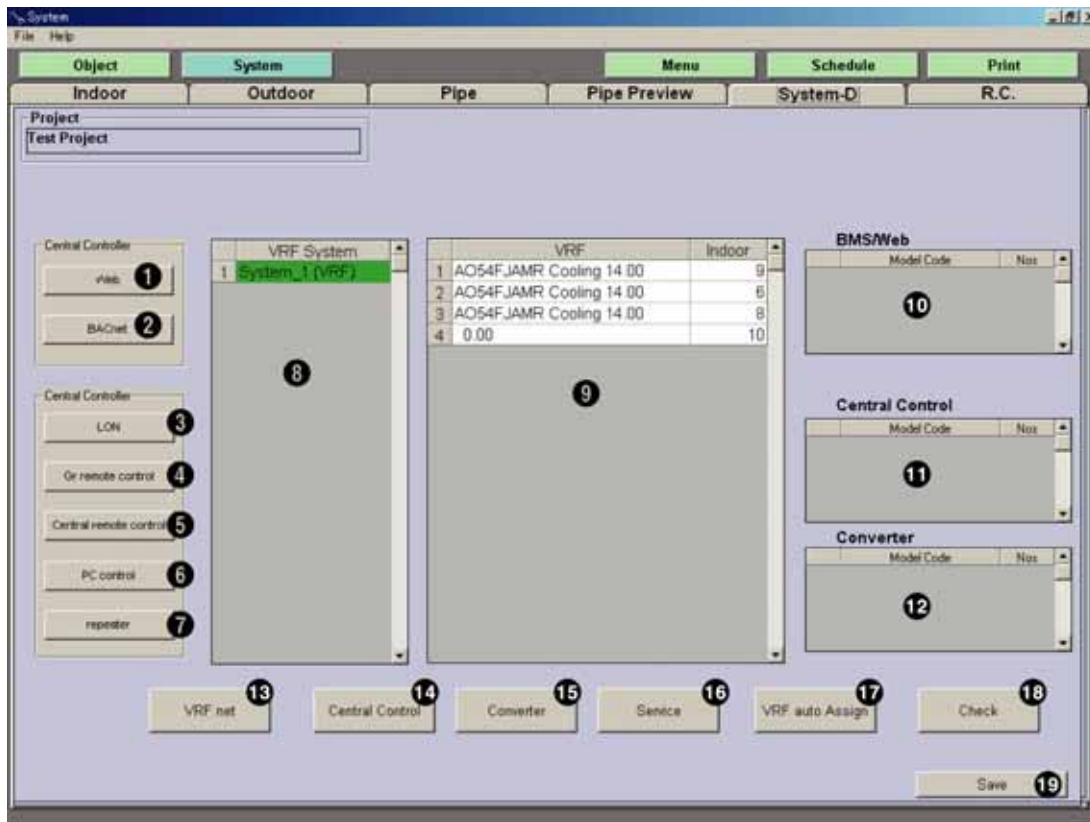 System
File Help
Object System Menu Schedule Print
Indoor Outdoor Pipe Pipe Preview System-D R.C.
Project
Test Project
Central Controller
Web 1
BACnet 2
Central Controller
LON 3
Gr remote control 4
Central remote control 5
PC control 6
repester 7
VRF System
1 System_1 (VRF)
8
VRF Indoor
1 AO54FJAMR Cooling 14.00 9
2 AO54FJAMR Cooling 14.00 6
3 AO54FJAMR Cooling 14.00 8
4 0.00 10
9
BMS/Web
Model Code Nos
10
Central Control
Model Code Nos
11
Converter
Model Code Nos
12
VRF net 13
Central Control 14
Converter 15
Service 16
VRF auto Assign 17
Check 18
Save 19